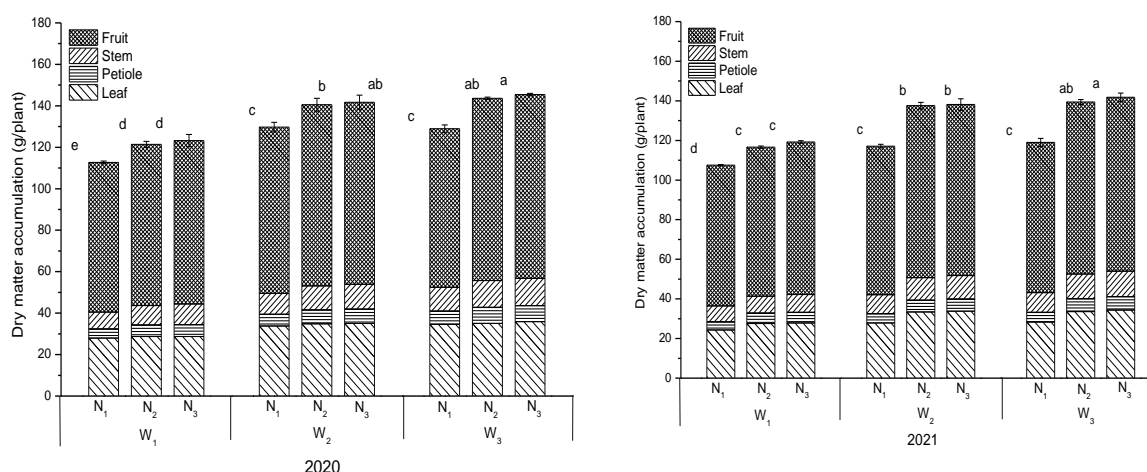 180
160
140
120
100
80
60
40
20
0
Dry matter accumulation (g/plant)
Fruit
Stem
Petiole
Leaf
e d d c b ab c ab a
N1 N2 N3 N1 N2 N3 N1 N2 N3
W1 W2 W3
2020
180
160
140
120
100
80
60
40
20
0
Dry matter accumulation (g/plant)
Fruit
Stem
Petiole
Leaf
d c c c b b c ab a
N1 N2 N3 N1 N2 N3 N1 N2 N3
W1 W2 W3
2021